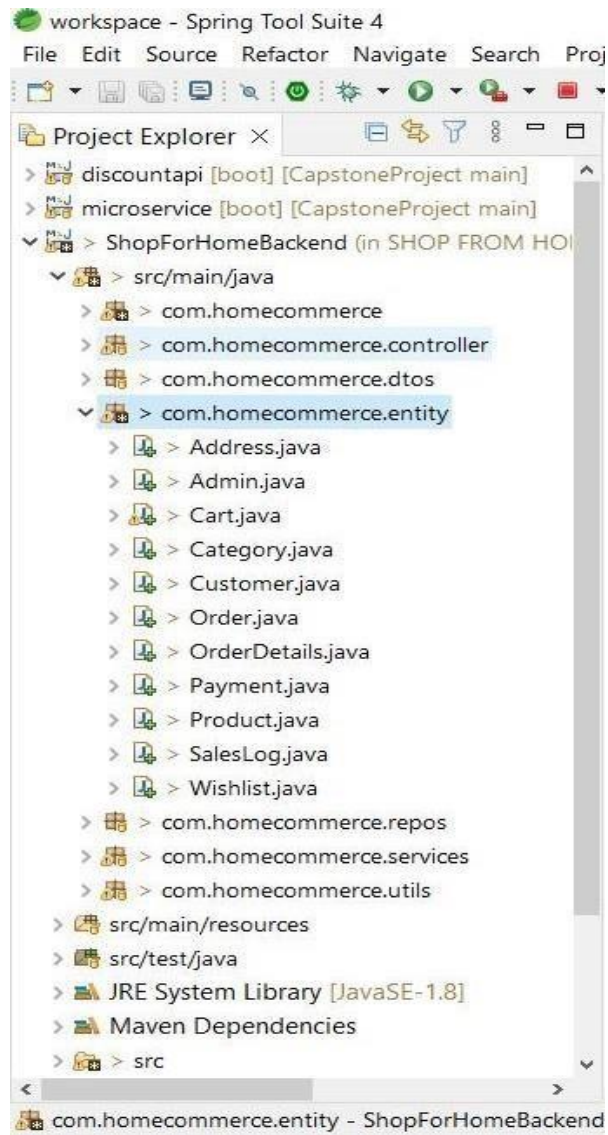 workspace - Spring Tool Suite 4
File Edit Source Refactor Navigate Search Proj
Project Explorer
discountapi [boot] [CapstoneProject main]
microservice [boot] [CapstoneProject main]
> ShopForHomeBackend (in SHOP FROM HO
> src/main/java
> com.homecommerce
> com.homecommerce.controller
> com.homecommerce.dtos
> com.homecommerce.entity
> Address.java
> Admin.java
> Cart.java
> Category.java
> Customer.java
> Order.java
> OrderDetails.java
> Payment.java
> Product.java
> SalesLog.java
> Wishlist.java
> com.homecommerce.repos
> com.homecommerce.services
> com.homecommerce.utils
src/main/resources
src/test/java
JRE System Library [JavaSE-1.8]
Maven Dependencies
> src
com.homecommerce.entity - ShopForHomeBackend